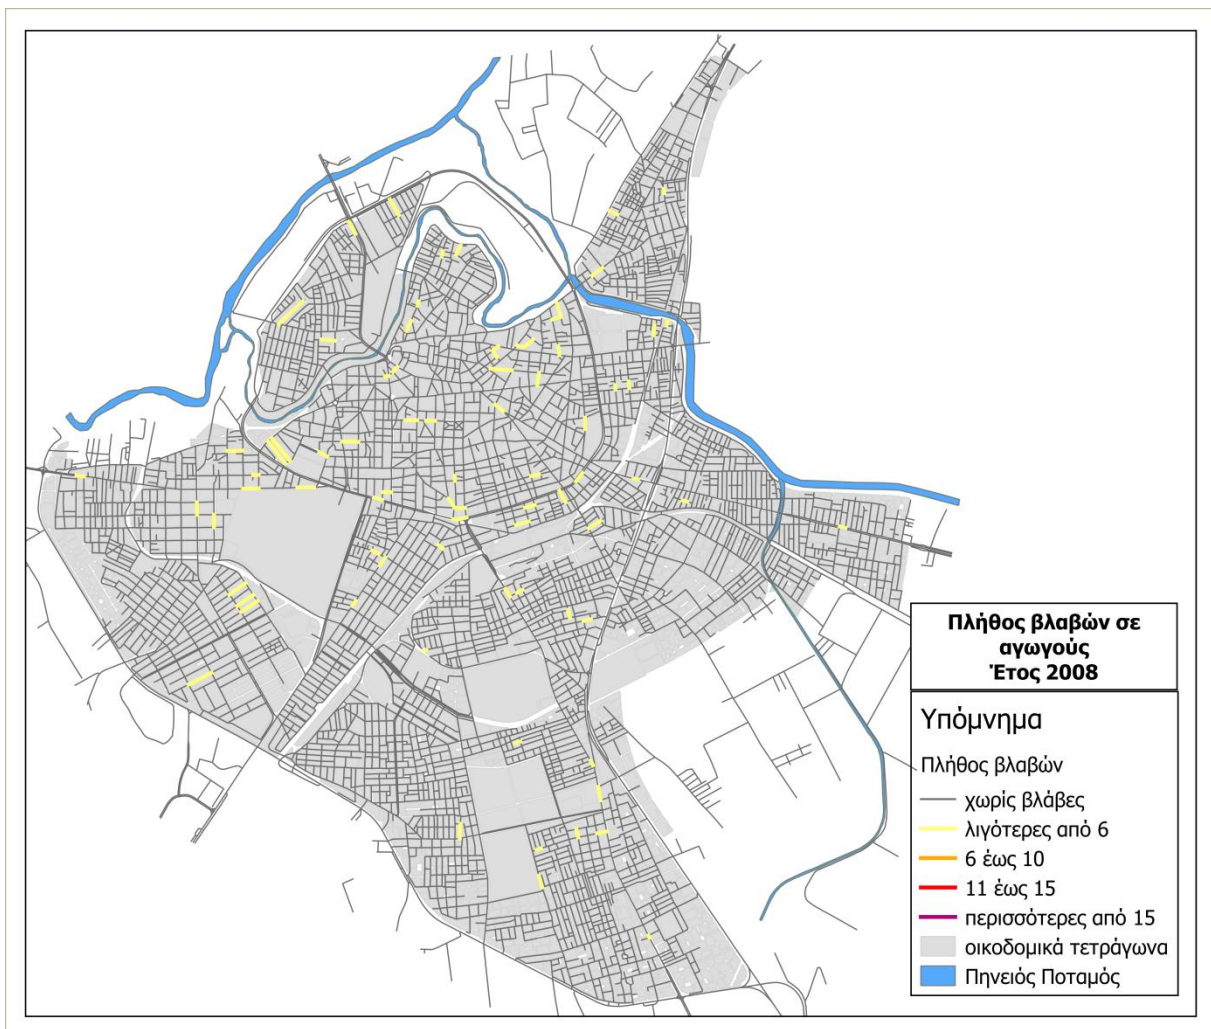 Πλήθος βλαβών σε
αγωγούς
Έτος 2008
Υπόμνημα
Πλήθος βλαβών
χωρίς βλάβες
λιγότερες από 6
6 έως 10
11 έως 15
περισσότερες από 15
οικοδομικά τετράγωνα
Πηνειός Ποταμός